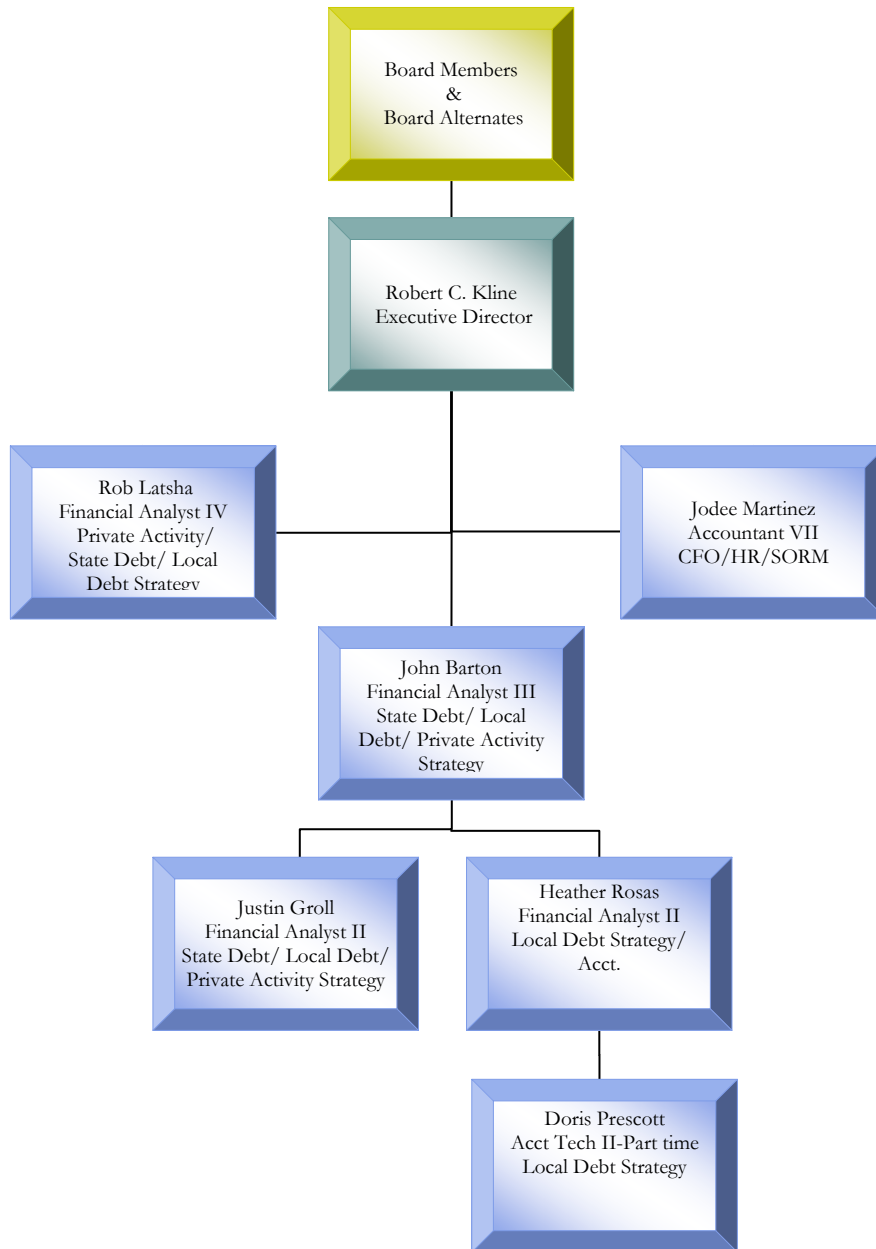 Board Members
&
Board Alternates
Robert C. Kline
Executive Director
Rob Latsha
Financial Analyst IV
Private Activity/
State Debt/ Local
Debt Strategy
Jodee Martinez
Accountant VII
CFO/HR/SORM
John Barton
Financial Analyst III
State Debt/ Local
Debt/ Private Activity
Strategy
Justin Groll
Financial Analyst II
State Debt/ Local Debt/
Private Activity Strategy
Heather Rosas
Financial Analyst II
Local Debt Strategy/
Acct.
Doris Prescott
Acct Tech II-Part time
Local Debt Strategy